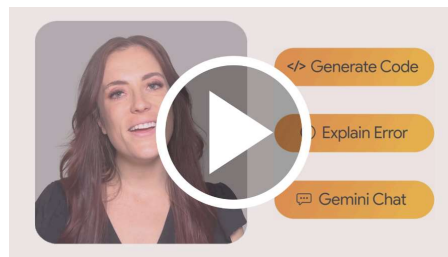 </> Generate Code
Explain Error
Gemini Chat